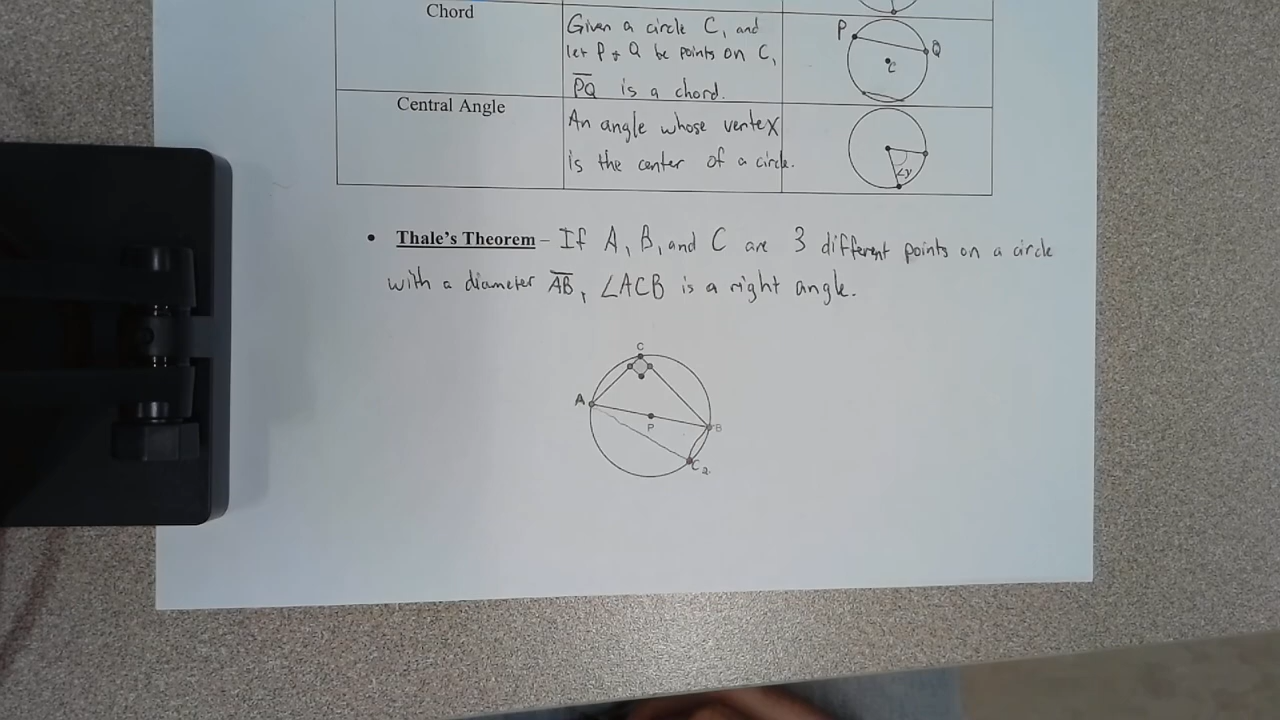 Chord
Given a circle C, and
let P & Q be points on C,
P̅Q̅ is a chord.
P
Q
C
Central Angle
An angle whose vertex
is the center of a circle.
∠γ
• Thale's Theorem – If A, B, and C are 3 different points on a circle
with a diameter A̅B̅, ∠ACB is a right angle.
C
A
P
B
C₂